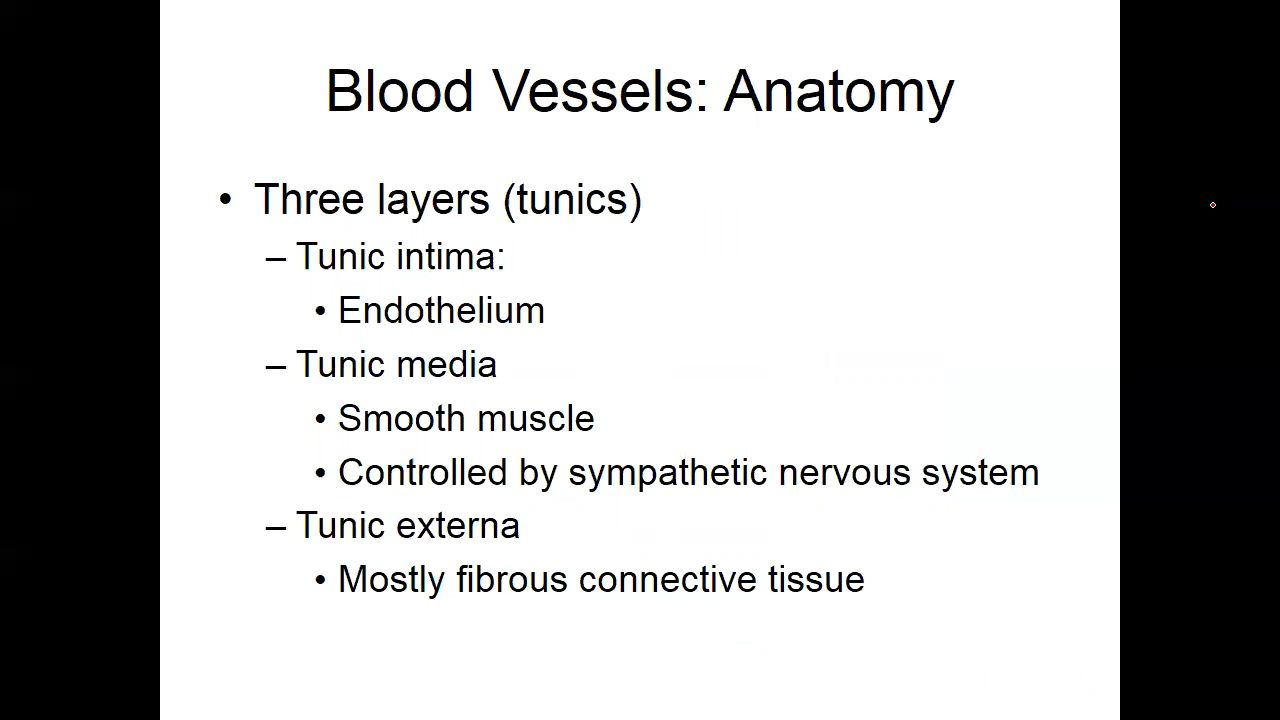 Blood Vessels: Anatomy
• Three layers (tunics)
– Tunic intima:
• Endothelium
– Tunic media
• Smooth muscle
• Controlled by sympathetic nervous system
– Tunic externa
• Mostly fibrous connective tissue